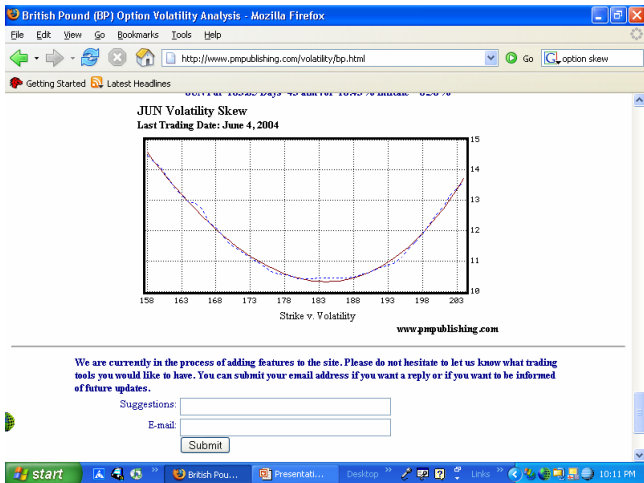 British Pound (BP) Option Volatility Analysis - Mozilla Firefox
File Edit View Go Bookmarks Tools Help
http://www.pmpublishing.com/volatility/bp.html Go G option skew
Getting Started Latest Headlines
JUN Volatility Skew
Last Trading Date: June 4, 2004
15
14
13
12
11
10
158 163 168 173 178 183 188 193 198 203
Strike v. Volatility
www.pmpublishing.com
We are currently in the process of adding features to the site. Please do not hesitate to let us know what trading
tools you would like to have. You can submit your email address if you want a reply or if you want to be informed
of future updates.
Suggestions:
E-mail:
Submit
start British Pou... Presentati... Desktop » Links » 10:11 PM